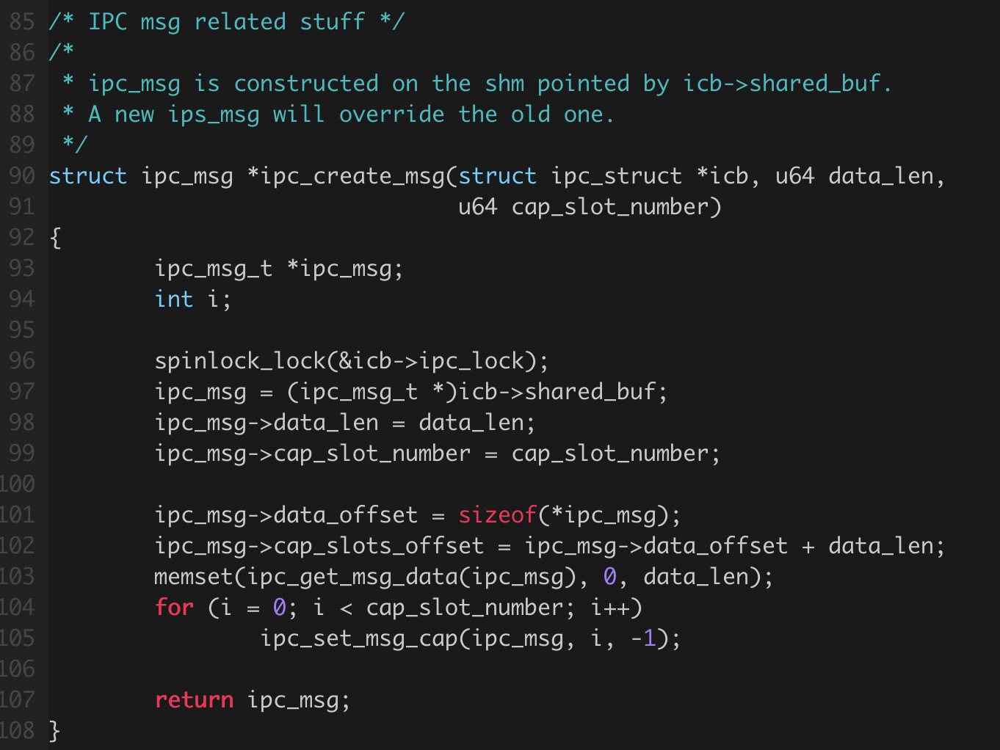 85 /* IPC msg related stuff */
86 /*
87  * ipc_msg is constructed on the shm pointed by icb->shared_buf.
88  * A new ips_msg will override the old one.
89  */
90 struct ipc_msg *ipc_create_msg(struct ipc_struct *icb, u64 data_len,
91                                u64 cap_slot_number)
92 {
93         ipc_msg_t *ipc_msg;
94         int i;
95
96         spinlock_lock(&icb->ipc_lock);
97         ipc_msg = (ipc_msg_t *)icb->shared_buf;
98         ipc_msg->data_len = data_len;
99         ipc_msg->cap_slot_number = cap_slot_number;
100
101         ipc_msg->data_offset = sizeof(*ipc_msg);
102         ipc_msg->cap_slots_offset = ipc_msg->data_offset + data_len;
103         memset(ipc_get_msg_data(ipc_msg), 0, data_len);
104         for (i = 0; i < cap_slot_number; i++)
105                 ipc_set_msg_cap(ipc_msg, i, -1);
106
107         return ipc_msg;
108 }